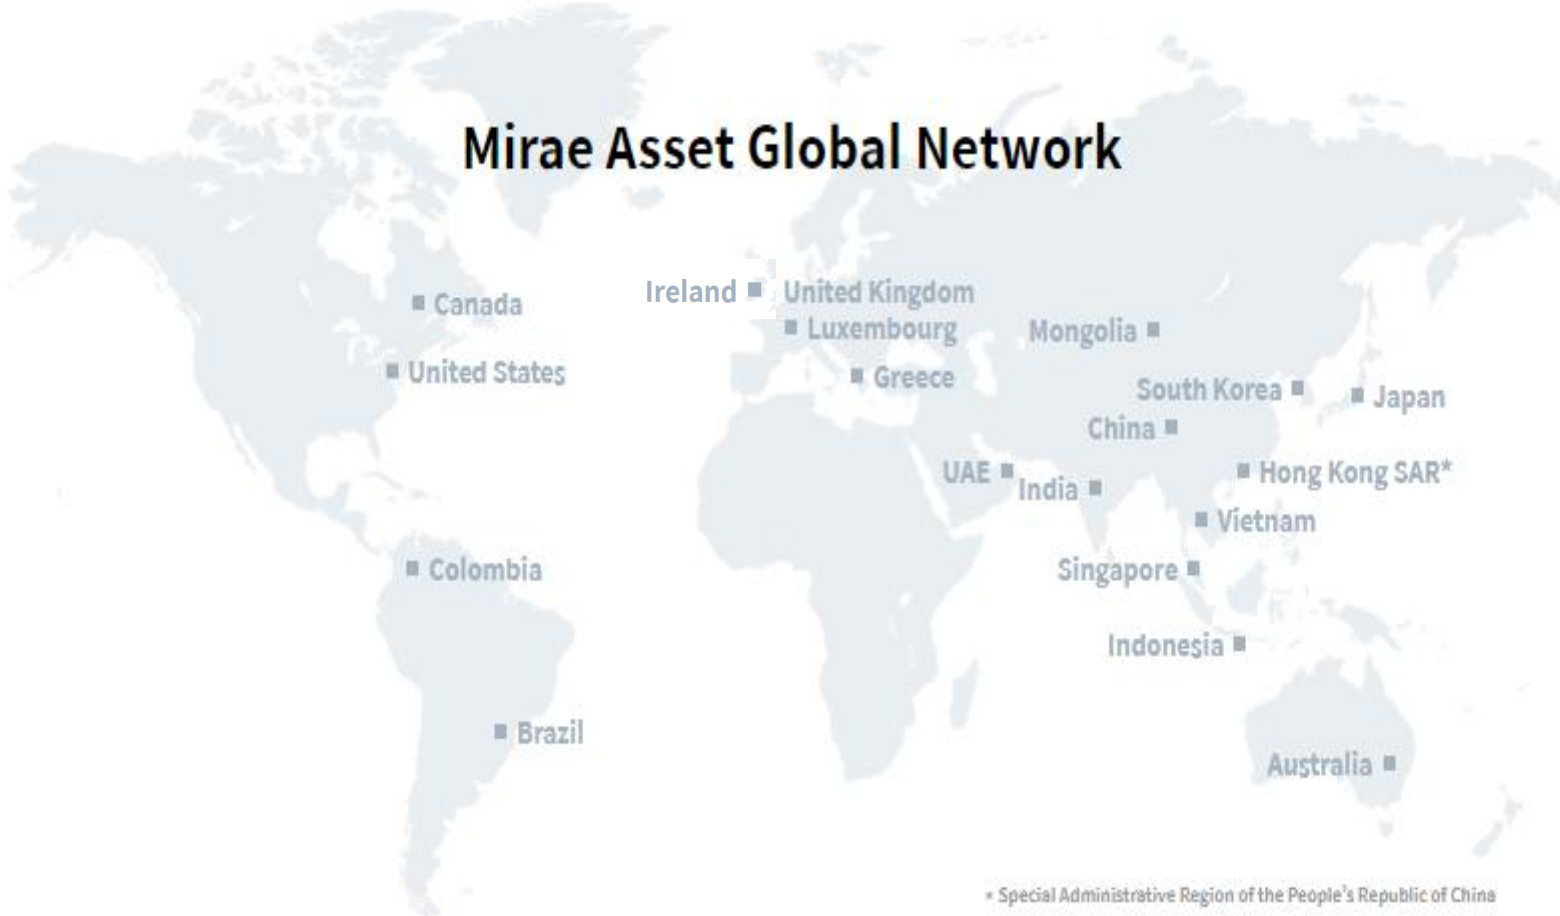 Mirae Asset Global Network
Ireland
United Kingdom
Canada
Luxembourg
Mongolia
United States
Greece
South Korea
Japan
China
UAE
India
Hong Kong SAR*
Vietnam
Colombia
Singapore
Indonesia
Brazil
Australia
* Special Administrative Region of the People's Republic of China